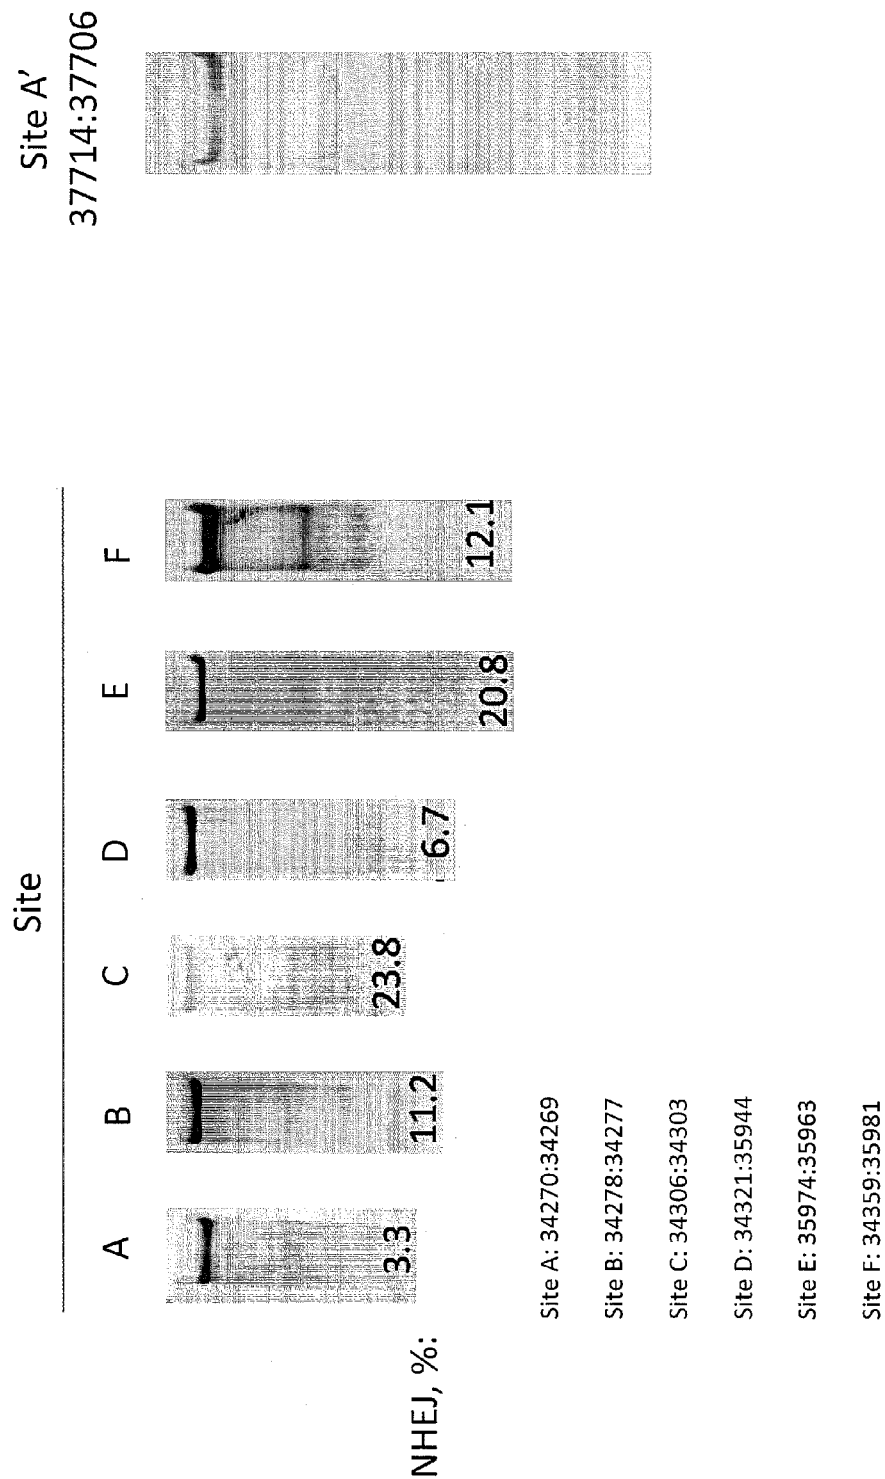 Site
A B C D E F
NHEJ, %: 3.3 11.2 23.8 6.7 20.8 12.1
Site A: 34270:34269
Site B: 34278:34277
Site C: 34306:34303
Site D: 34321:35944
Site E: 35974:35963
Site F: 34359:35981
Site A'
37714:37706